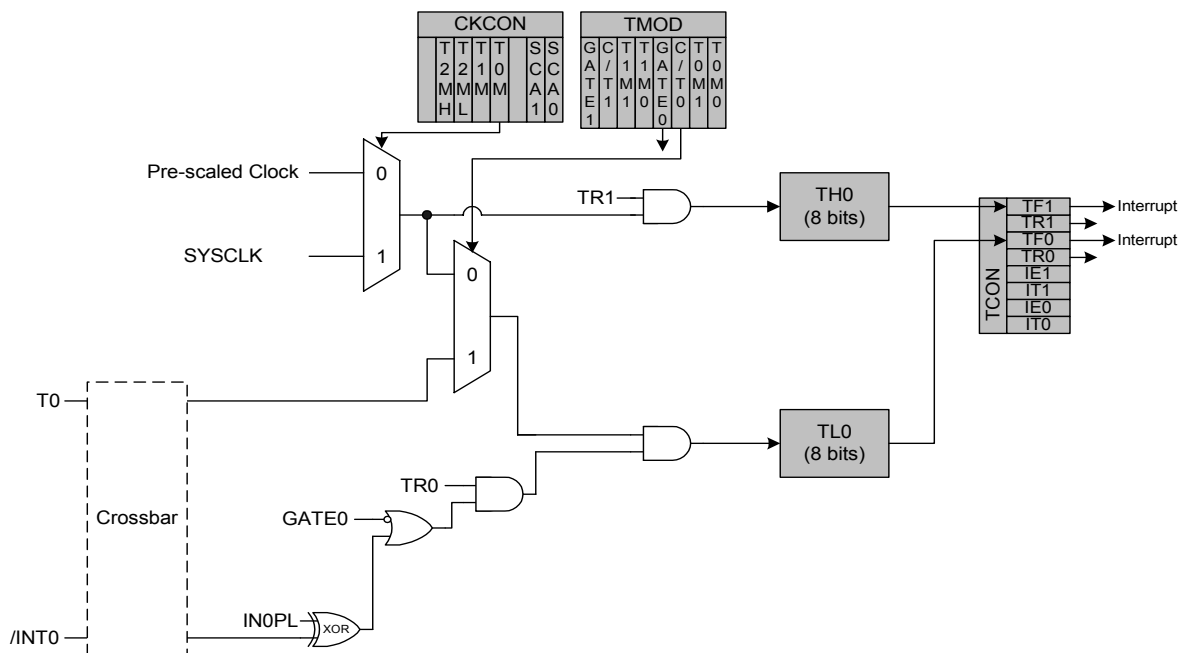 CKCON
T2MH
T2ML
T1M
T0M
SCA1
SCA0
TMOD
GATE1
C/T1
T1M1
T1M0
GATE0
C/T0
T0M1
T0M0
Pre-scaled Clock
0
SYSCLK
1
TR1
TH0
(8 bits)
TCON
TF1
TR1
TF0
TR0
IE1
IT1
IE0
IT0
Interrupt
Interrupt
0
1
T0
Crossbar
/INT0
TR0
GATE0
IN0PL
XOR
TL0
(8 bits)